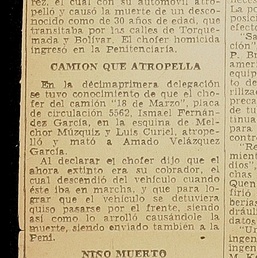 rez, el cual con su automóvil atro-
pelló y causó la muerte de un des-
conocido como de 30 años de edad, que
transitaba por las calles de Torque-
mada y Bolívar. El chofer homicida
ingresó en la Penitenciaría.
CAMION QUE ATROPELLA
En la décimaprimera delegación
se tuvo conocimiento de que el cho-
fer del camión "18 de Marzo", placa
de circulación 5562, Ismael Fernán-
dez García, en la esquina de Mel-
chor Múzquiz y Luis Curiel, atrope-
lló y mató a Amado Velázquez
García.
Al declarar el chofer dijo que el
ahora extinto era su cobrador, el
cual descendió del vehículo cuando
éste iba en marcha, y que para lo-
grar que el vehículo se detuviera
quiso pasarse por el frente, siendo
así como lo arrolló causándole la
muerte, siendo enviado también a la
Peni.
NIÑO MUERTO